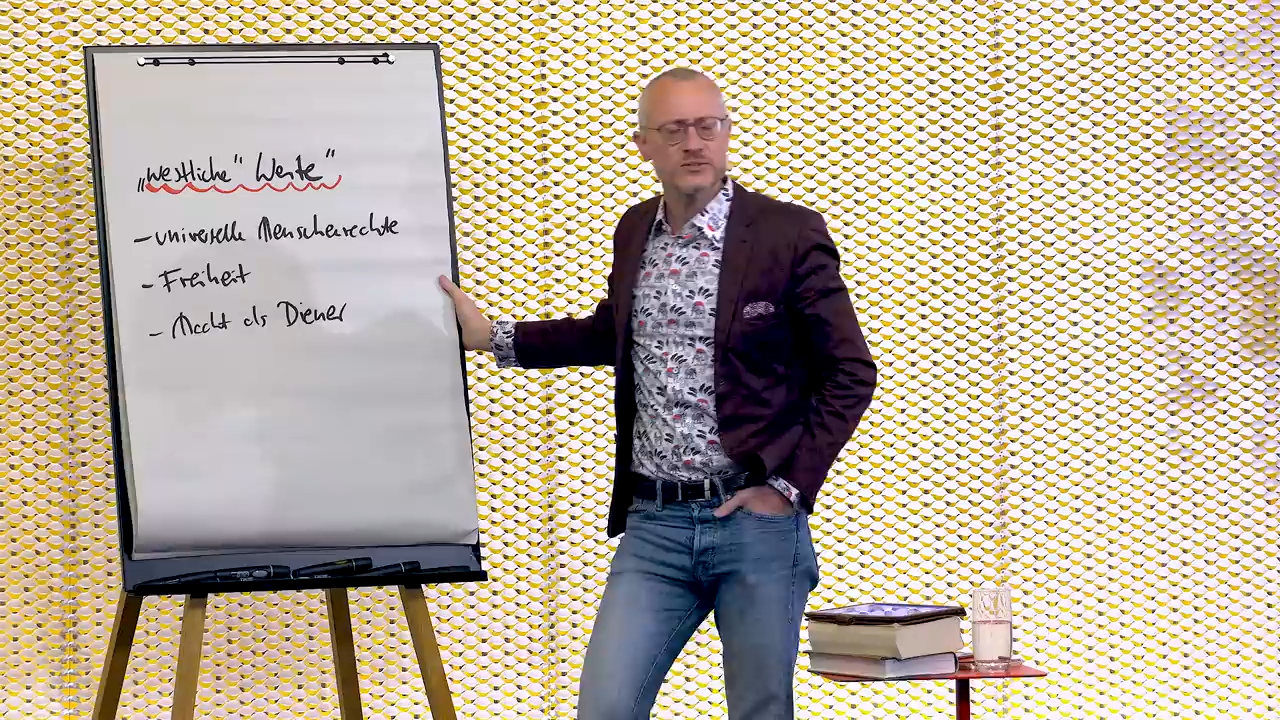 „westliche" Werte"
- universelle Menschenrechte
- Freiheit
- Macht als Diener